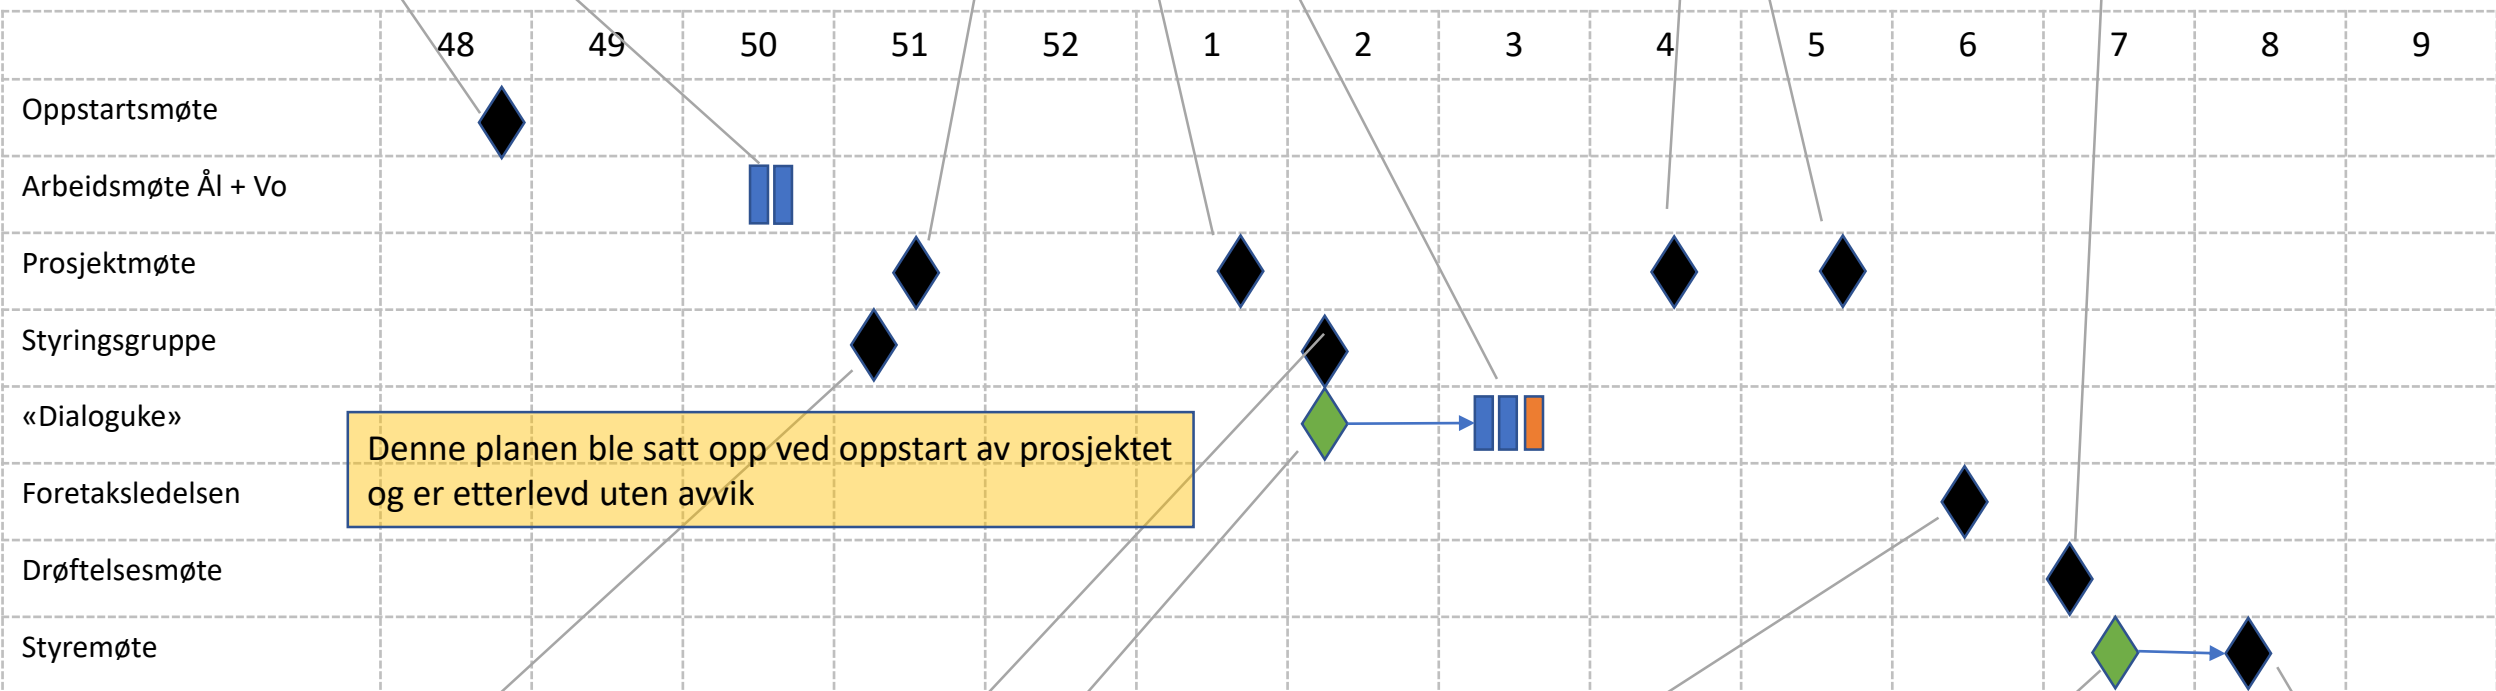 48 49 50 51 52 1 2 3 4 5 6 7 8 9
Oppstartsmøte
Arbeidsmøte Ål + Vo
Prosjektmøte
Styringsgruppe
«Dialoguke»
Denne planen ble satt opp ved oppstart av prosjektet
og er etterlevd uten avvik
Foretaksledelsen
Drøftelsesmøte
Styremøte